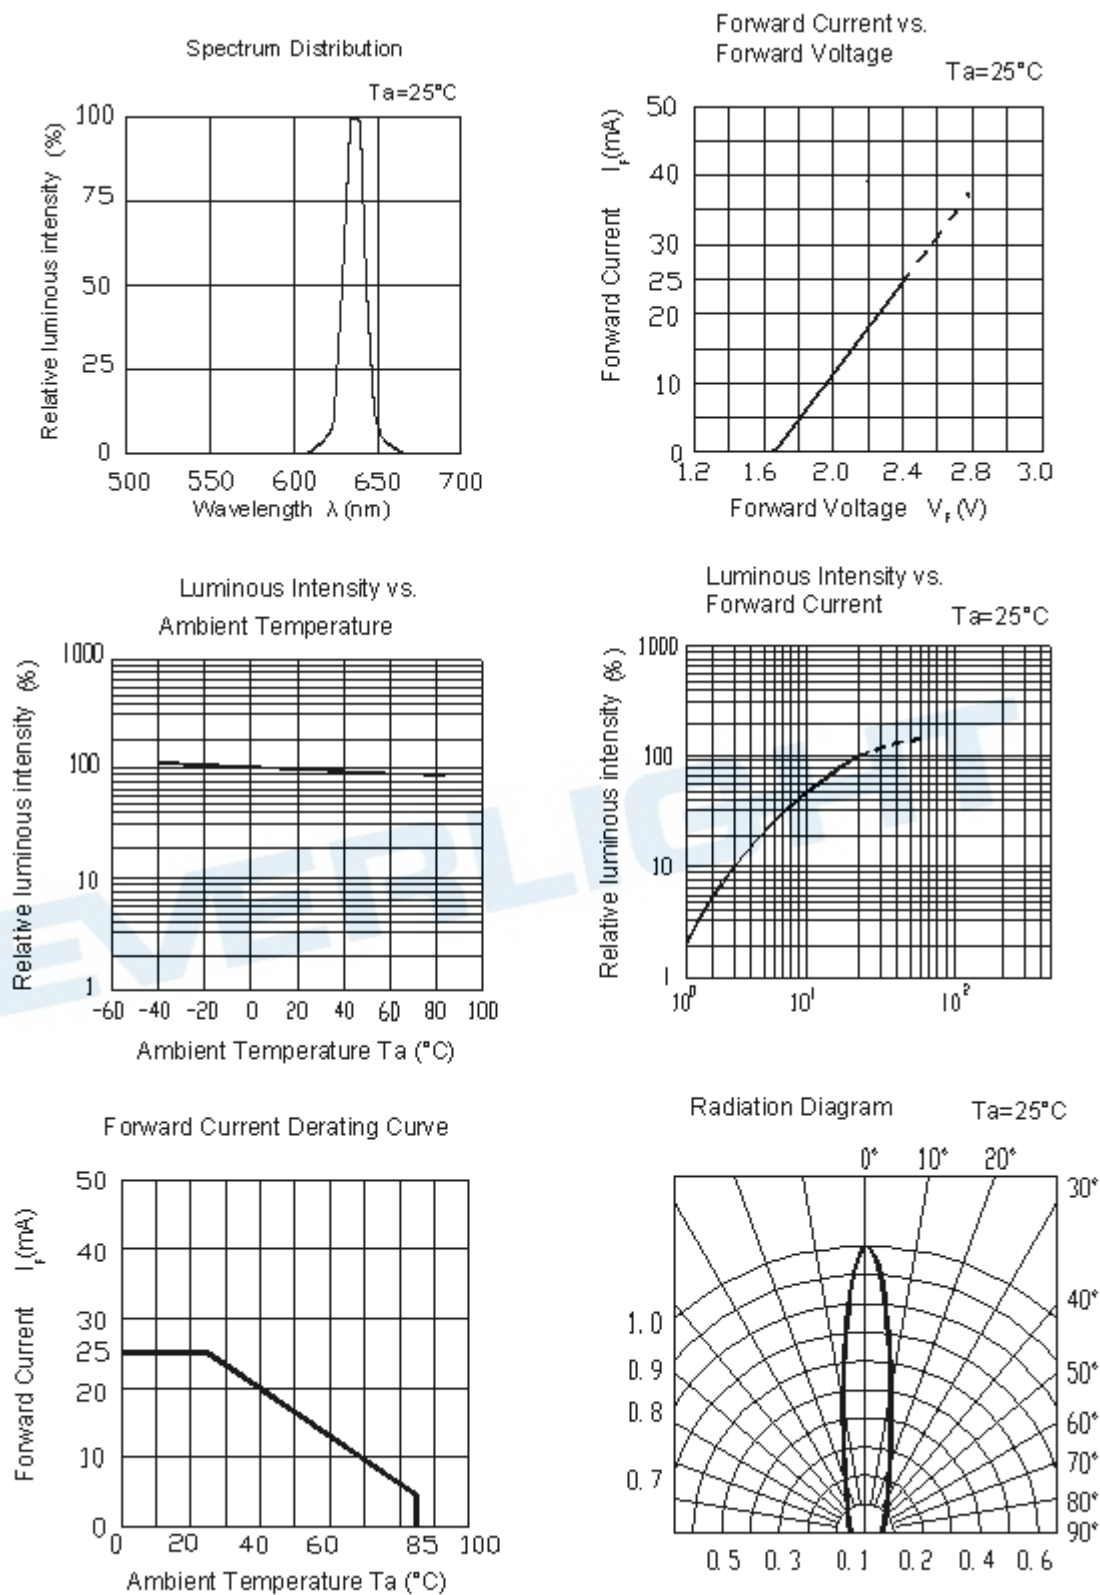 Spectrum Distribution
Ta=25°C
100
75
50
25
0
500 550 600 650 700
Relative luminous intensity (%)
Wavelength λ (nm)
Forward Current vs.
Forward Voltage
Ta=25°C
50
40
30
25
20
10
0
1.2 1.6 2.0 2.4 2.8 3.0
Forward Current I_F(mA)
Forward Voltage V_F (V)
Luminous Intensity vs.
Ambient Temperature
1000
100
10
1
-60 -40 -20 0 20 40 60 80 100
Relative luminous intensity (%)
Ambient Temperature Ta (°C)
Luminous Intensity vs.
Forward Current
Ta=25°C
1000
100
10
1
10⁰ 10¹ 10²
Relative luminous intensity (%)
EVERLIGHT
Forward Current Derating Curve
50
40
30
25
20
10
0
0 20 40 60 85 100
Forward Current I_F(mA)
Ambient Temperature Ta (°C)
Radiation Diagram
Ta=25°C
0° 10° 20°
30°
40°
50°
60°
70°
80°
90°
1.0
0.9
0.8
0.7
0.5 0.3 0.1 0.2 0.4 0.6